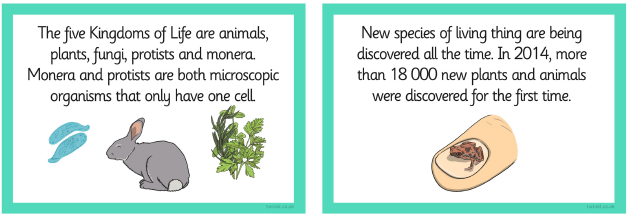 The five Kingdoms of Life are animals,
plants, fungi, protists and monera.
Monera and protists are both microscopic
organisms that only have one cell.
New species of living thing are being
discovered all the time. In 2014, more
than 18 000 new plants and animals
were discovered for the first time.